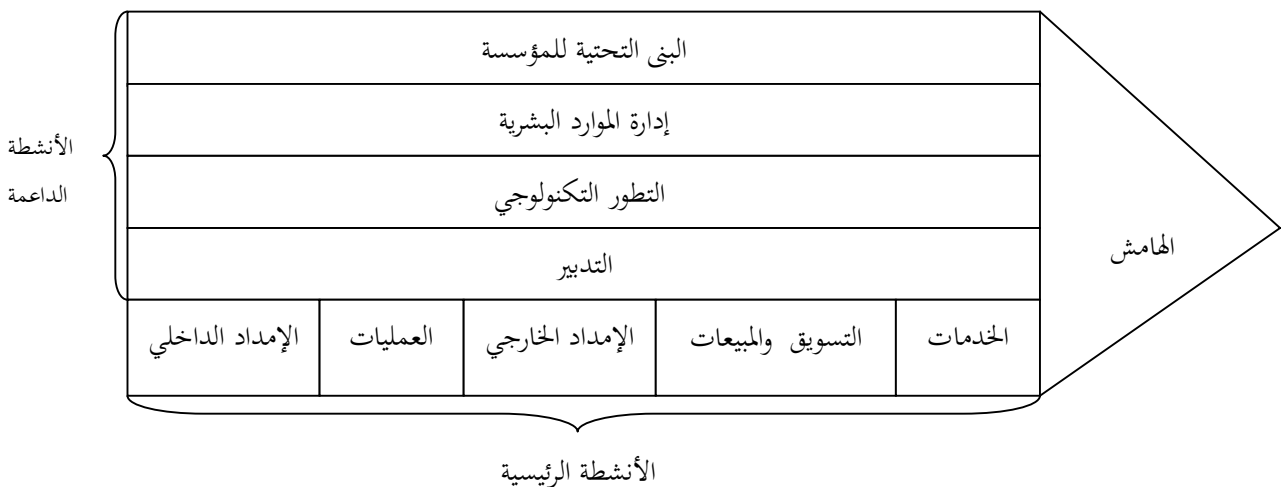 البنى التحتية للمؤسسة
إدارة الموارد البشرية
التطور التكنولوجي
التدبير
الأنشطة
الداعمة
الهامش
الإمداد الداخلي
العمليات
الإمداد الخارجي
التسويق والمبيعات
الخدمات
الأنشطة الرئيسية